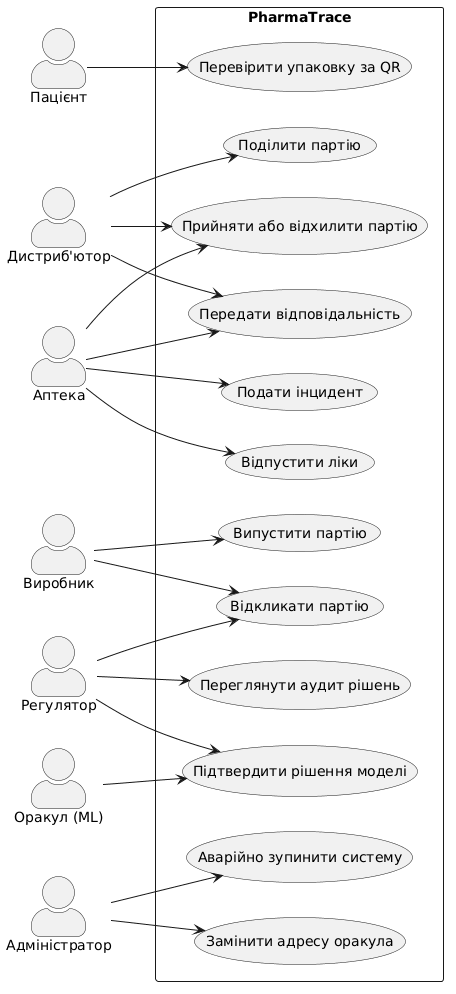 PharmaTrace
Перевірити упаковку за QR
Пацієнт
Поділити партію
Прийняти або відхилити партію
Дистриб'ютор
Передати відповідальність
Подати інцидент
Аптека
Відпустити ліки
Випустити партію
Виробник
Відкликати партію
Переглянути аудит рішень
Регулятор
Підтвердити рішення моделі
Оракул (ML)
Аварійно зупинити систему
Замінити адресу оракула
Адміністратор